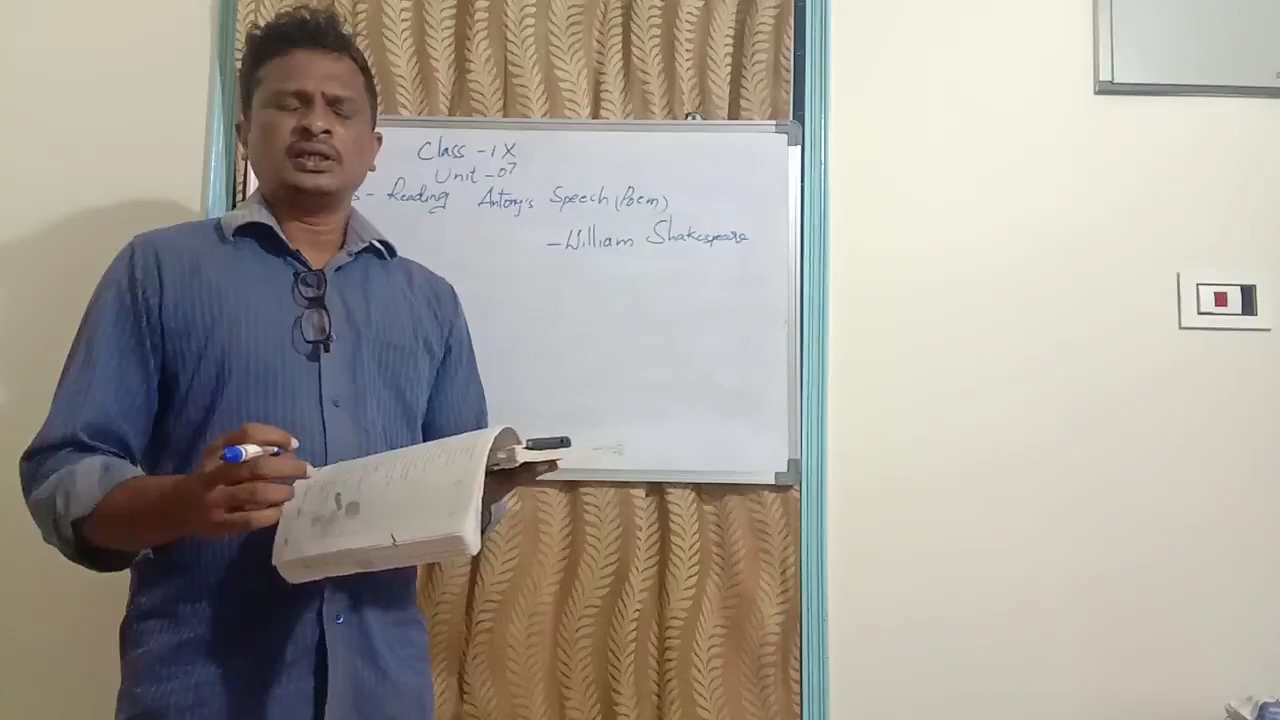 Class - IX
Unit - 07
- Reading Antony's Speech (Poem)
- William Shakespeare